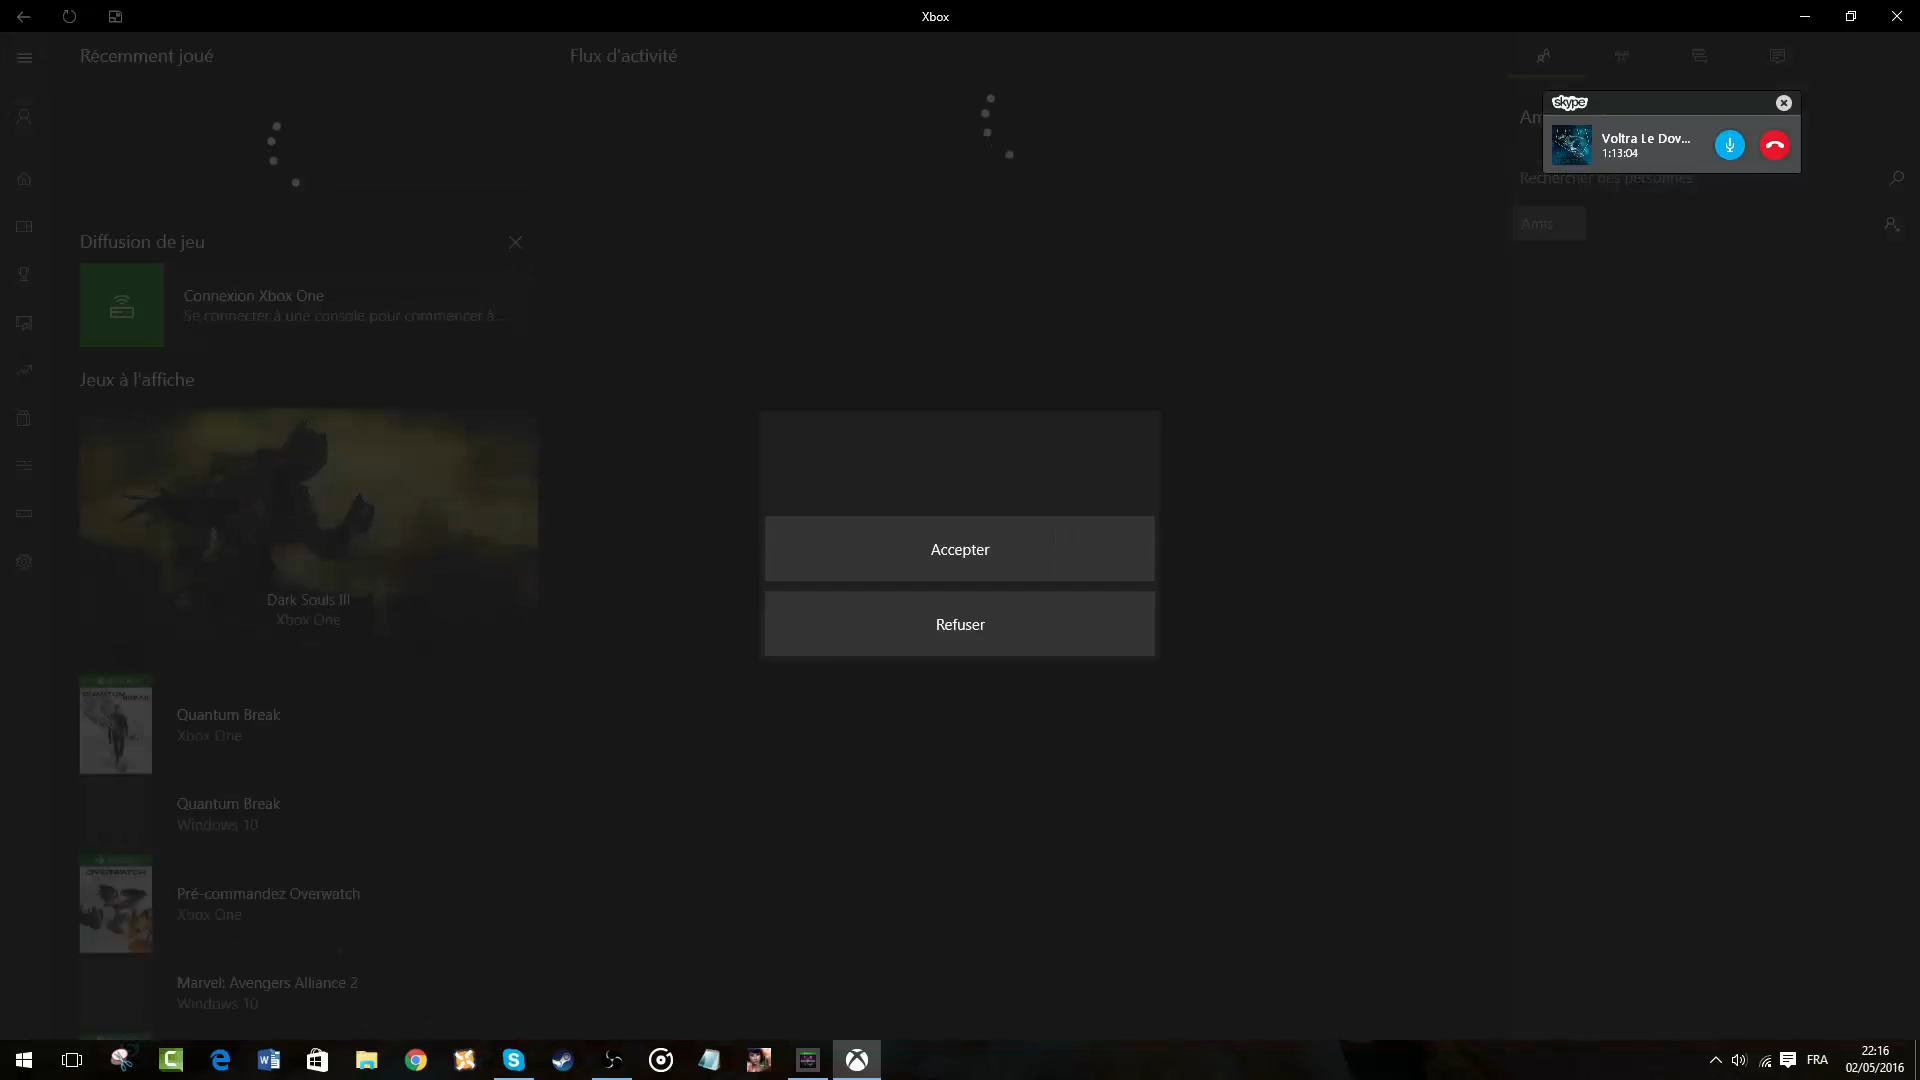 Xbox
Récemment joué
Flux d'activité
skype
Voltra Le Dov...
1:13:04
Rechercher des personnes
Amis
Diffusion de jeu
Connexion Xbox One
Se connecter à une console pour commencer à...
Jeux à l'affiche
Dark Souls III
Xbox One
Accepter
Refuser
QUANTUM BREAK
Quantum Break
Xbox One
Quantum Break
Windows 10
OVERWATCH
Pré-commandez Overwatch
Xbox One
Marvel: Avengers Alliance 2
Windows 10
FRA
22:16
02/05/2016